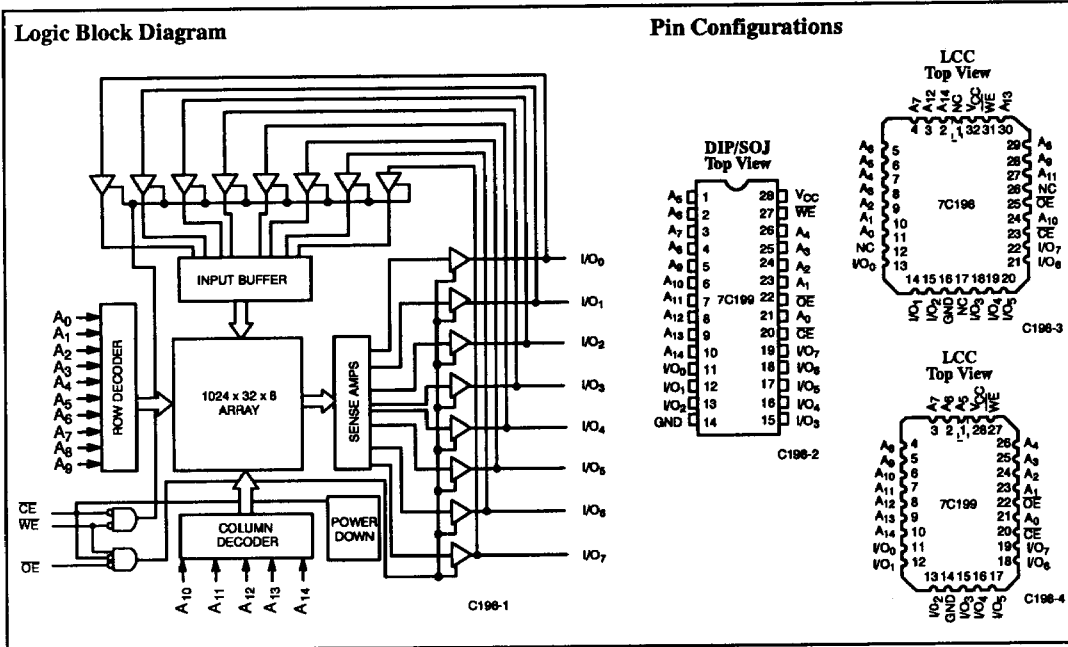 Logic Block Diagram
Pin Configurations
INPUT BUFFER
A0
A1
A2
A3
A4
A5
A6
A7
A8
A9
ROW DECODER
1024 x 32 x 8
ARRAY
SENSE AMPS
COLUMN
DECODER
POWER
DOWN
CE
WE
OE
A10
A11
A12
A13
A14
I/O0
I/O1
I/O2
I/O3
I/O4
I/O5
I/O6
I/O7
C198-1
DIP/SOJ
Top View
A5 1 28 VCC
A6 2 27 WE
A7 3 26 A4
A8 4 25 A3
A9 5 24 A2
A10 6 23 A1
A11 7 7C199 22 OE
A12 8 21 A0
A13 9 20 CE
A14 10 19 I/O7
I/O0 11 18 I/O6
I/O1 12 17 I/O5
I/O2 13 16 I/O4
GND 14 15 I/O3
C198-2
LCC
Top View
A7 A12 A14 NC VCC WE A13
4 3 2 1 32 31 30
A6 5 29 A8
A5 6 28 A9
A4 7 27 A11
A3 8 26 NC
A2 9 7C198 25 OE
A1 10 24 A10
A0 11 23 CE
NC 12 22 I/O7
I/O0 13 21 I/O6
14 15 16 17 18 19 20
I/O1 I/O2 GND NC I/O3 I/O4 I/O5
C198-3
LCC
Top View
A7 A6 A5 VCC WE
3 2 1 28 27
A8 4 26 A4
A9 5 25 A3
A10 6 24 A2
A11 7 23 A1
A12 8 7C199 22 OE
A13 9 21 A0
A14 10 20 CE
I/O0 11 19 I/O7
I/O1 12 18 I/O6
13 14 15 16 17
I/O2 GND I/O3 I/O4 I/O5
C198-4